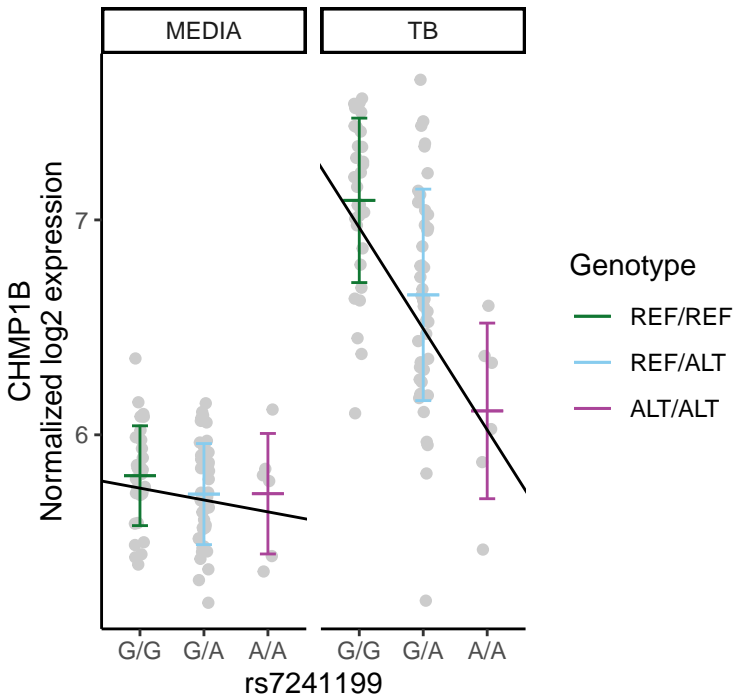 MEDIA
TB
CHMP1B
Normalized log2 expression
7
6
G/G
G/A
A/A
G/G
G/A
A/A
rs7241199
Genotype
REF/REF
REF/ALT
ALT/ALT